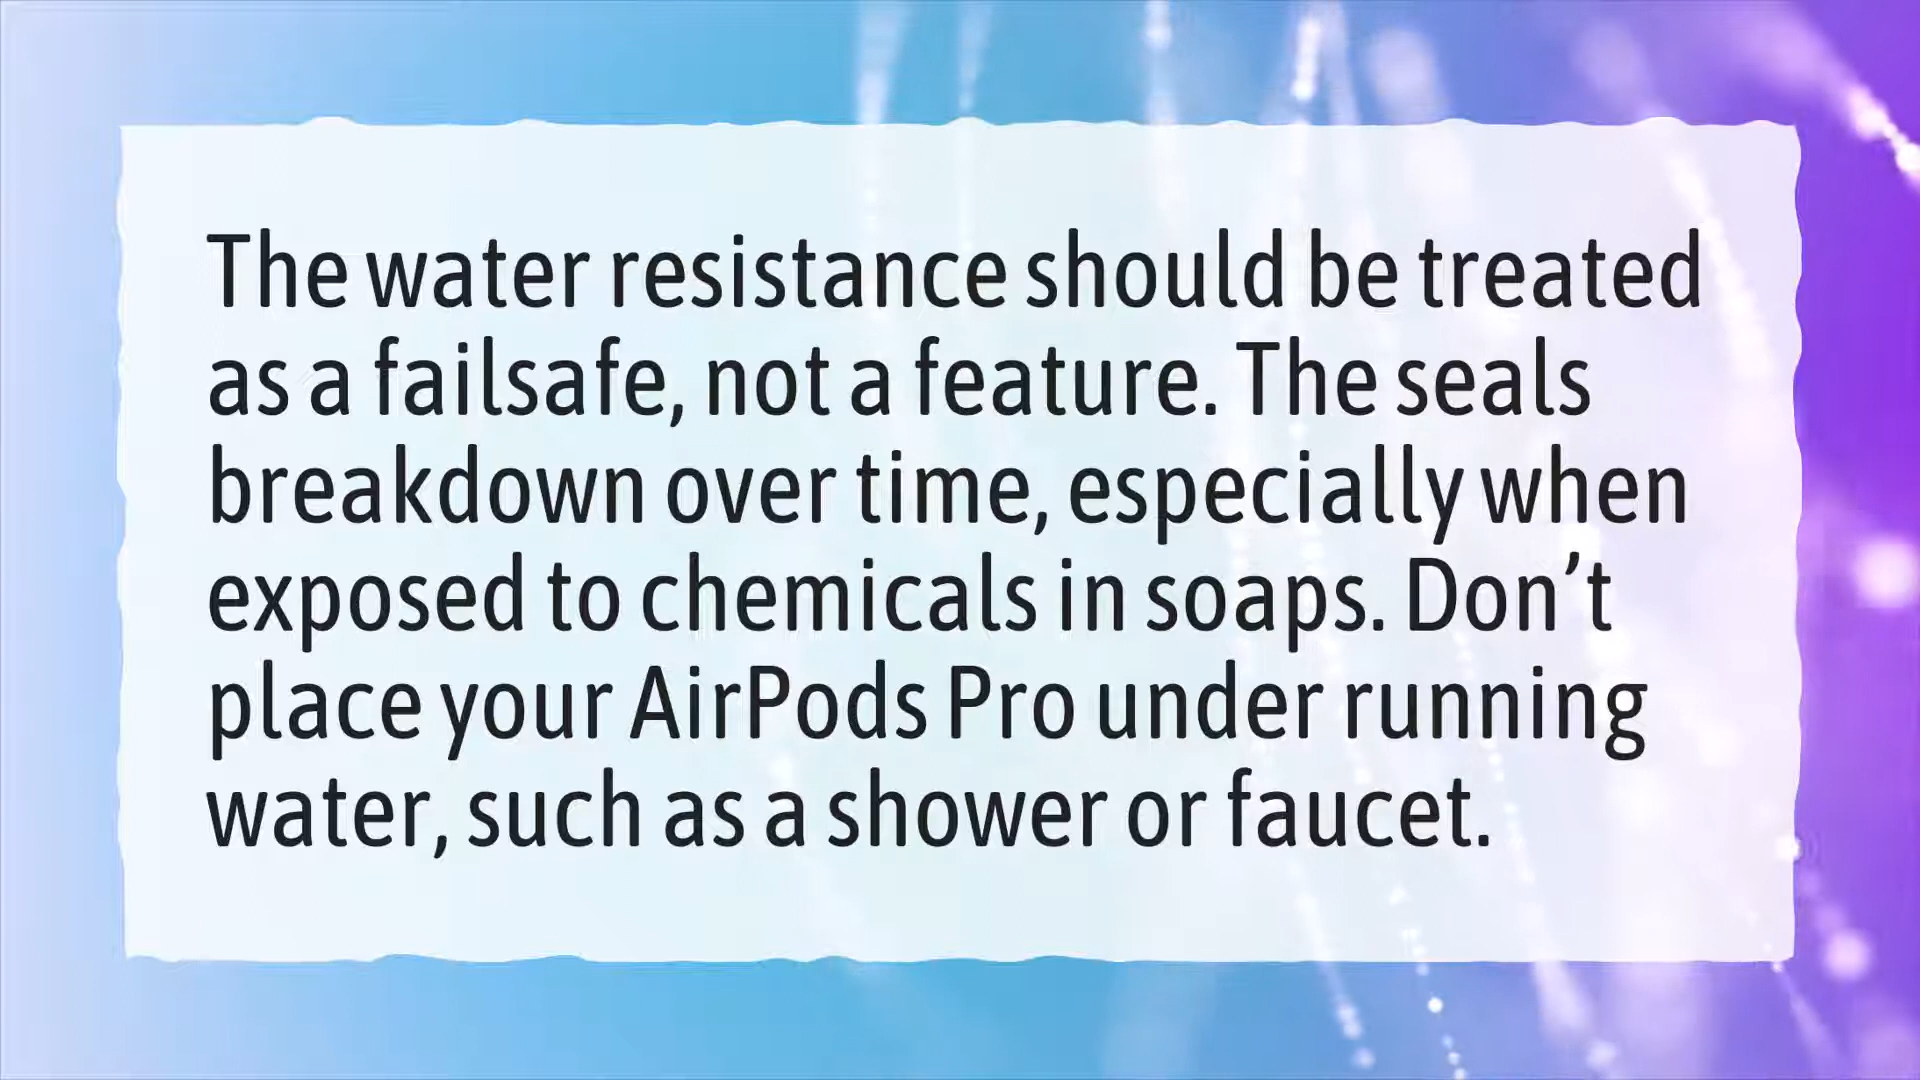 The water resistance should be treated
as a failsafe, not a feature. The seals
breakdown over time, especially when
exposed to chemicals in soaps. Don’t
place your AirPods Pro under running
water, such as a shower or faucet.